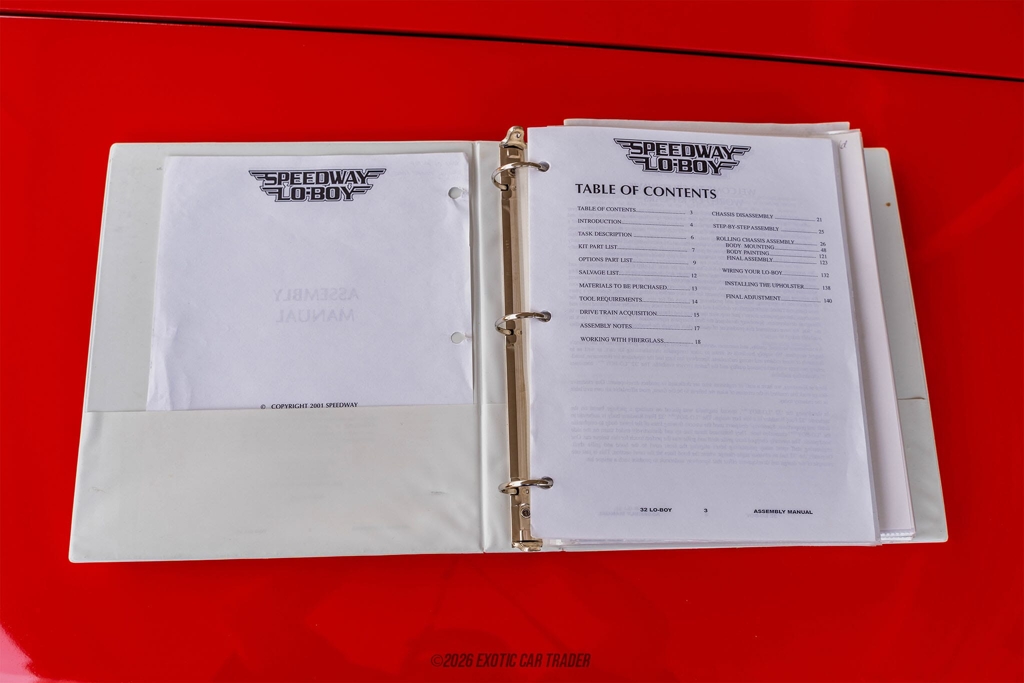 SPEEDWAY
LO-BOY
ASSEMBLY
MANUAL
© COPYRIGHT 2001 SPEEDWAY
SPEEDWAY
LO-BOY
TABLE OF CONTENTS
TABLE OF CONTENTS 3
INTRODUCTION 4
TASK DESCRIPTION 6
KIT PART LIST 7
OPTIONS PART LIST 9
SALVAGE LIST 12
MATERIALS TO BE PURCHASED 13
TOOL REQUIREMENTS 14
DRIVE TRAIN ACQUISITION 15
ASSEMBLY NOTES 17
WORKING WITH FIBERGLASS 18
CHASSIS DISASSEMBLY 21
STEP-BY-STEP ASSEMBLY 25
ROLLING CHASSIS ASSEMBLY 26
BODY MOUNTING 48
BODY PAINTING 121
FINAL ASSEMBLY 123
WIRING YOUR LO-BOY 132
INSTALLING THE UPHOLSTER 138
FINAL ADJUSTMENT 140
32 LO-BOY 3 ASSEMBLY MANUAL
©2026 EXOTIC CAR TRADER